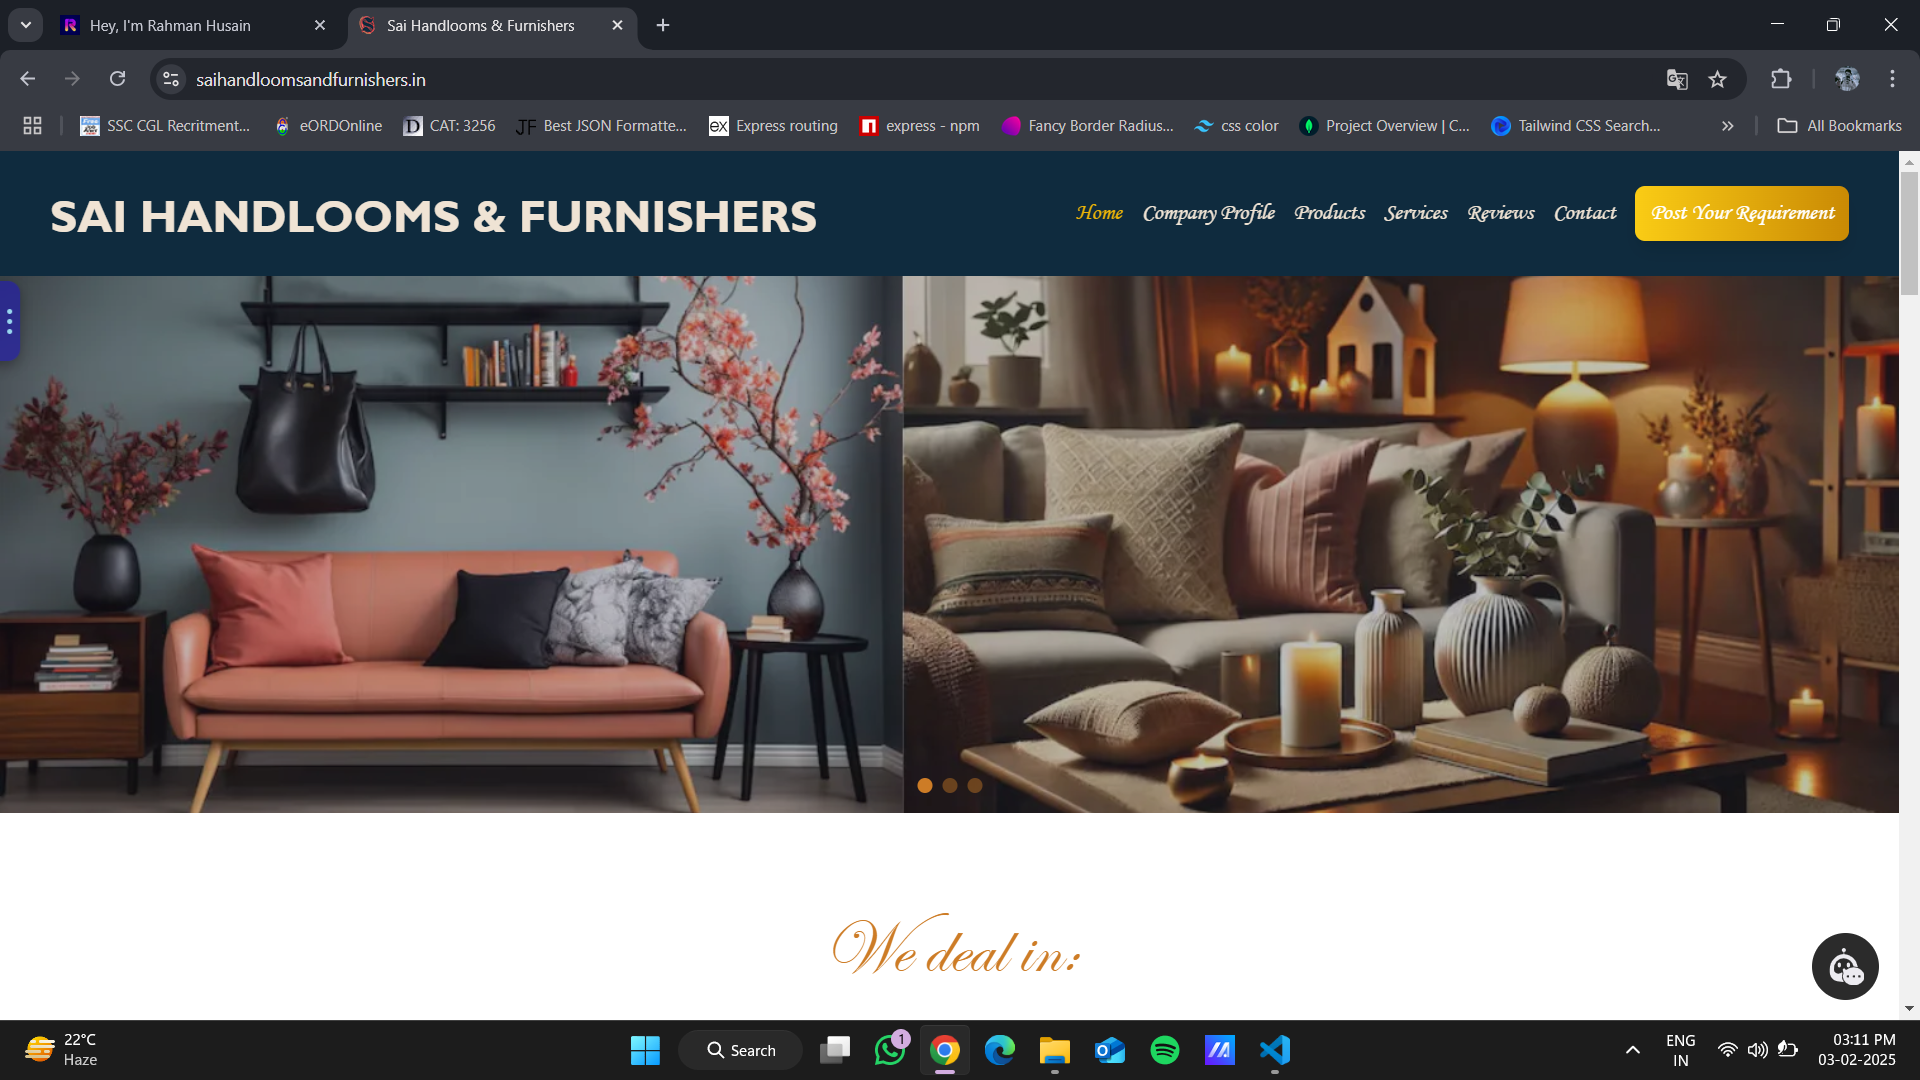 Hey, I'm Rahman Husain
Sai Handlooms & Furnishers
saihandloomsandfurnishers.in
SSC CGL Recritment... eORDOnline CAT: 3256 JF Best JSON Formatte... ex Express routing express - npm Fancy Border Radius... css color Project Overview | C... Tailwind CSS Search... All Bookmarks
SAI HANDLOOMS & FURNISHERS
Home Company Profile Products Services Reviews Contact Post Your Requirement
We deal in:
22°C
Haze
Search
1
ENG
IN
03:11 PM
03-02-2025